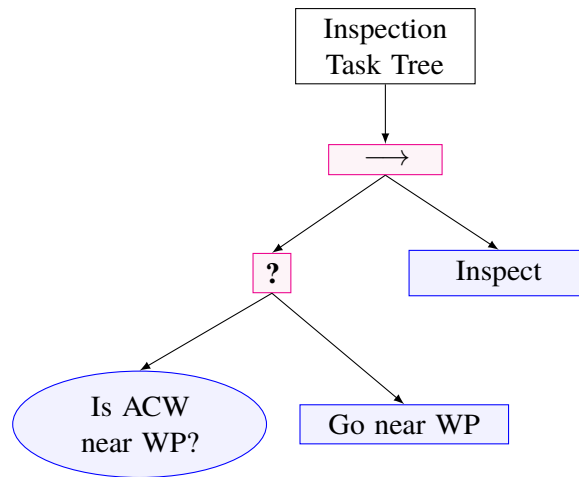 Inspection
Task Tree
⟶
?
Inspect
Is ACW
near WP?
Go near WP